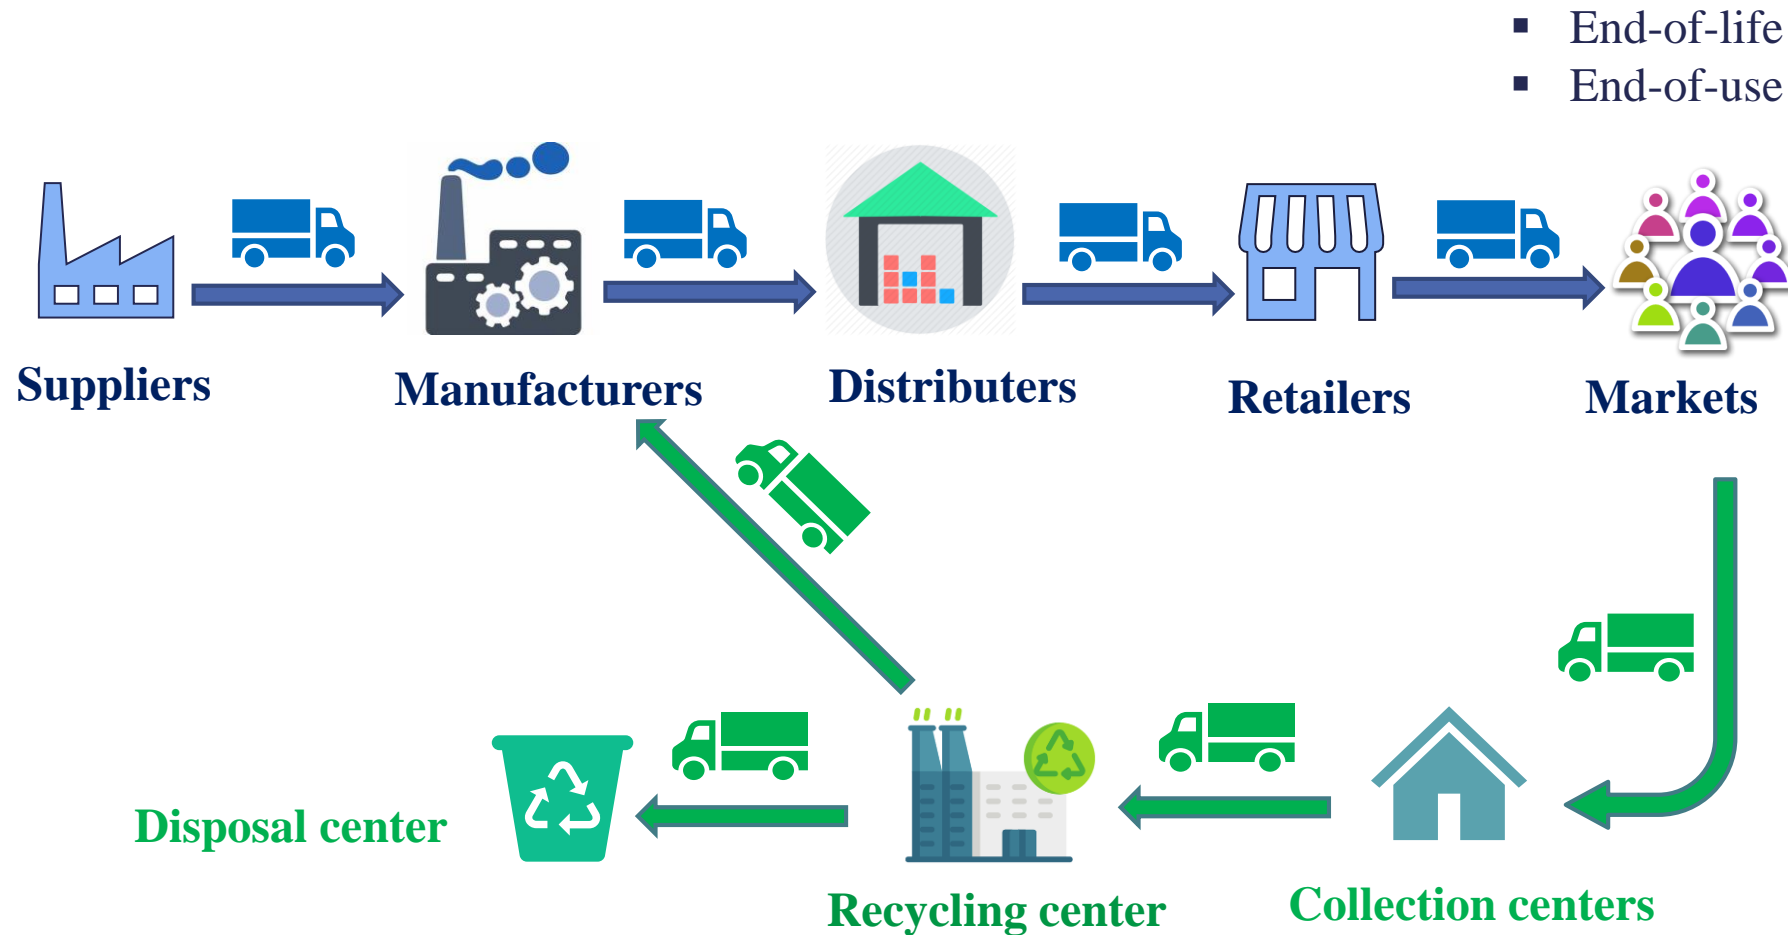 ▪ End-of-life
▪ End-of-use
Suppliers
Manufacturers
Distributers
Retailers
Markets
Disposal center
Recycling center
Collection centers